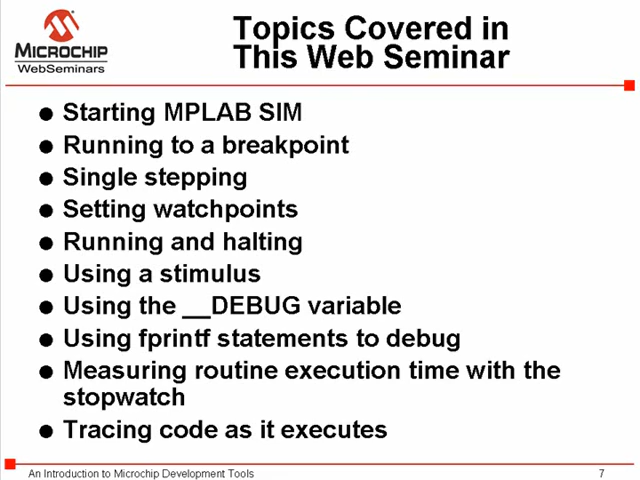 Topics Covered in
This Web Seminar
MICROCHIP
WebSeminars
● Starting MPLAB SIM
● Running to a breakpoint
● Single stepping
● Setting watchpoints
● Running and halting
● Using a stimulus
● Using the __DEBUG variable
● Using fprintf statements to debug
● Measuring routine execution time with the
stopwatch
● Tracing code as it executes
An Introduction to Microchip Development Tools
7